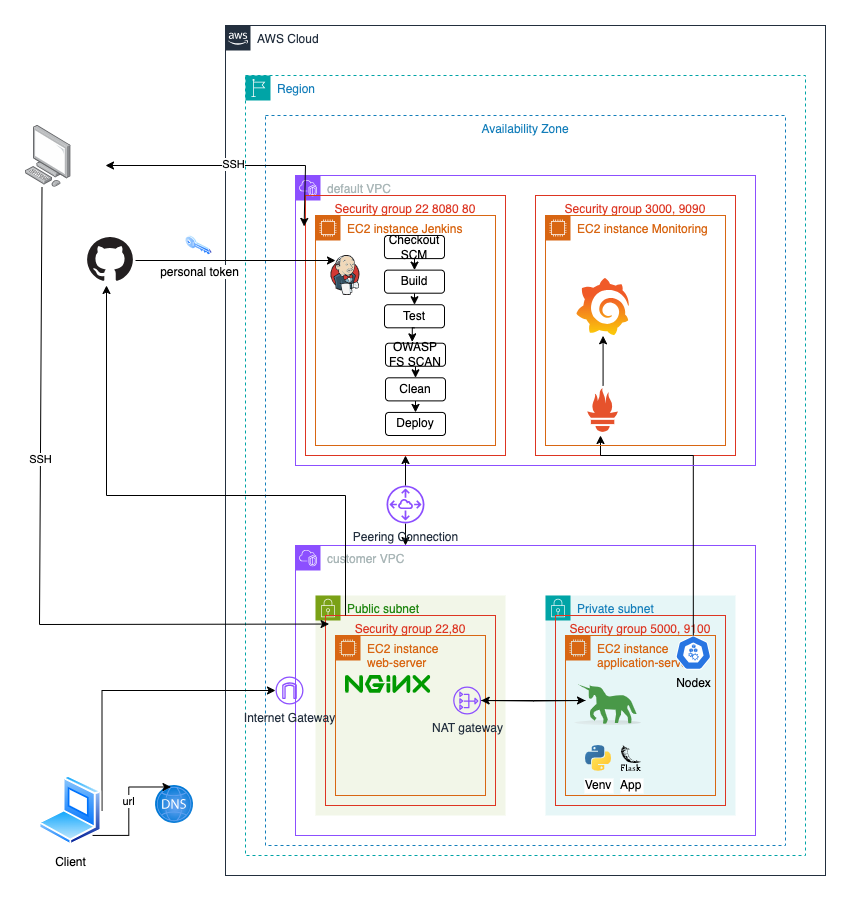 aws
AWS Cloud
Region
Availability Zone
SSH
default VPC
Security group 22 8080 80
EC2 instance Jenkins
Security group 3000, 9090
EC2 instance Monitoring
personal token
Checkout
SCM
Build
Test
OWASP
FS SCAN
Clean
Deploy
SSH
Peering Connection
customer VPC
Public subnet
Security group 22,80
EC2 instance
web-server
NGINX
Private subnet
Security group 5000, 9100
EC2 instance
Nodex
Internet Gateway
NAT gateway
Flask
Venv
App
url
DNS
Client